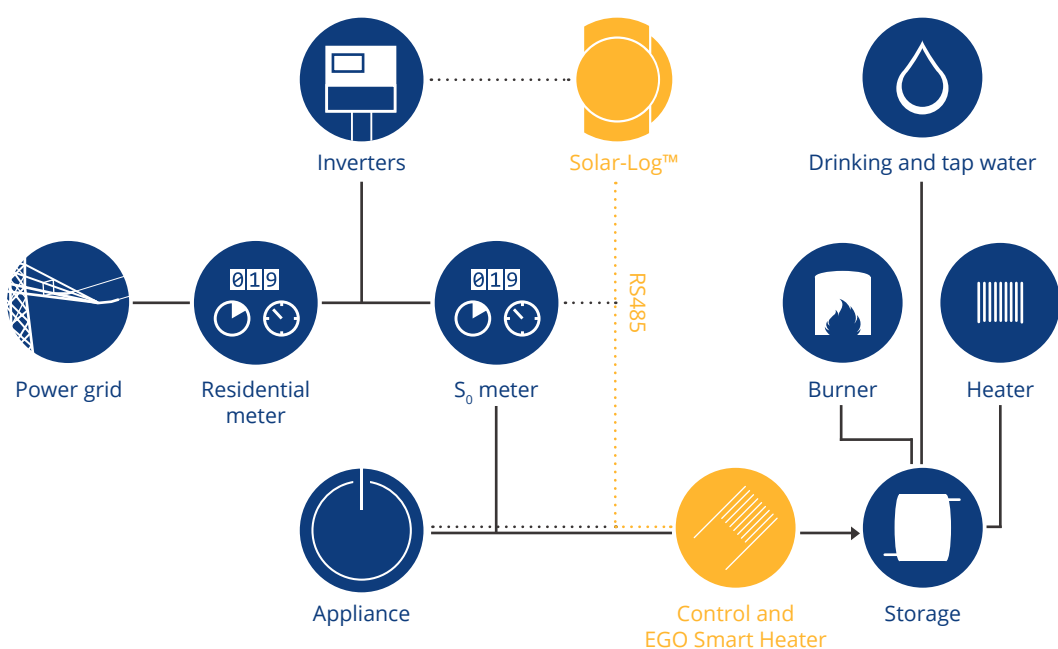 Inverters
Solar-Log™
Drinking and tap water
019
019
RS485
Power grid
Residential
meter
S₀ meter
Burner
Heater
Appliance
Control and
EGO Smart Heater
Storage